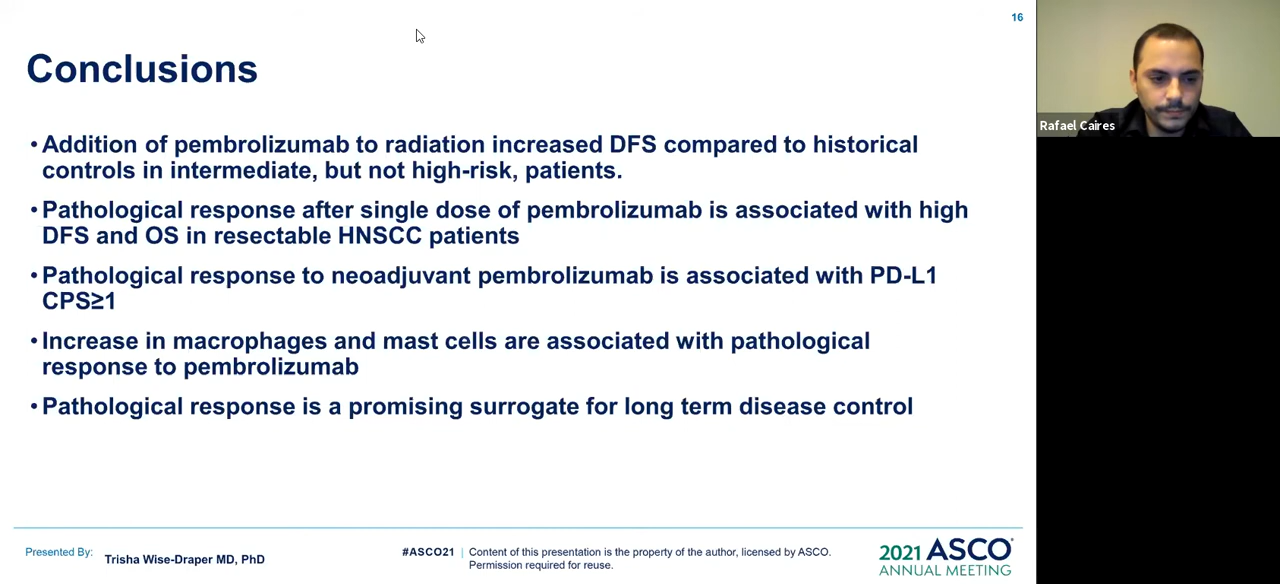 16
Conclusions
•Addition of pembrolizumab to radiation increased DFS compared to historical
controls in intermediate, but not high-risk, patients.
•Pathological response after single dose of pembrolizumab is associated with high
DFS and OS in resectable HNSCC patients
•Pathological response to neoadjuvant pembrolizumab is associated with PD-L1
CPS≥1
•Increase in macrophages and mast cells are associated with pathological
response to pembrolizumab
•Pathological response is a promising surrogate for long term disease control
Presented By: Trisha Wise-Draper MD, PhD
#ASCO21 | Content of this presentation is the property of the author, licensed by ASCO.
Permission required for reuse.
2021 ASCO®
ANNUAL MEETING
Rafael Caires